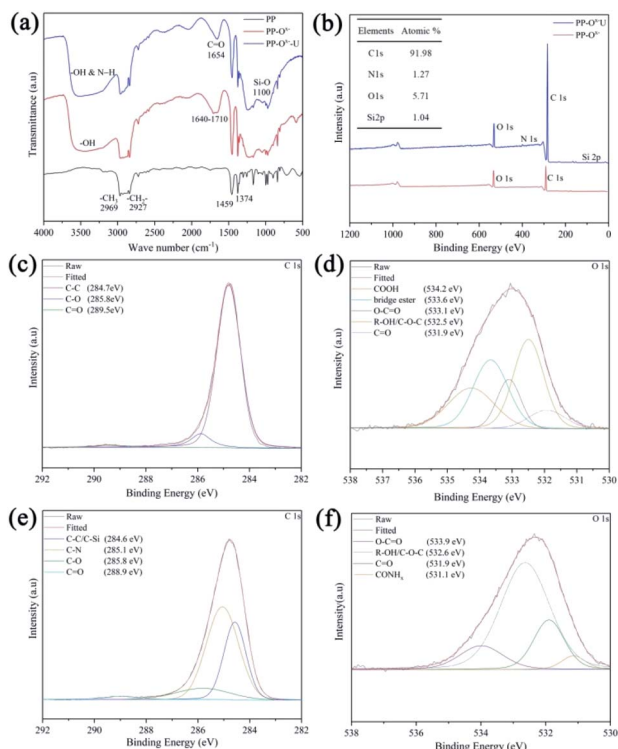 (a)
PP
PP-Oδ-
PP-Oδ--U
C=O
1654
-OH & N-H
Si-O
1100
1640-1710
-OH
-CH3
2969
-CH2-
2927
1459
1374
Transmittance (a.u)
4000 3500 3000 2500 2000 1500 1000 500
Wave number (cm-1)
(b)
PP-Oδ-U
PP-Oδ-
Elements Atomic %
C1s 91.98
N1s 1.27
O1s 5.71
Si2p 1.04
C 1s
O 1s
N 1s
Si 2p
O 1s
C 1s
Intensity (a.u)
1200 1000 800 600 400 200 0
Binding Energy (eV)
(c)
C 1s
Raw
Fitted
C-C (284.7eV)
C-O (285.8eV)
C=O (289.5eV)
Intensity (a.u)
292 290 288 286 284 282
Binding Energy (eV)
(d)
O 1s
Raw
Fitted
COOH (534.2 eV)
bridge ester (533.6 eV)
O-C=O (533.1 eV)
R-OH/C-O-C (532.5 eV)
C=O (531.9 eV)
Intensity (a.u)
538 537 536 535 534 533 532 531 530
Binding Energy (eV)
(e)
C 1s
Raw
Fitted
C-C/C-Si (284.6 eV)
C-N (285.1 eV)
C-O (285.8 eV)
C=O (288.9 eV)
Intensity (a.u)
292 290 288 286 284 282
Binding Energy (eV)
(f)
O 1s
Raw
Fitted
O-C=O (533.9 eV)
R-OH/C-O-C (532.6 eV)
C=O (531.9 eV)
CONHx (531.1 eV)
Intensity(a.u)
538 536 534 532 530
Binding Energy (eV)